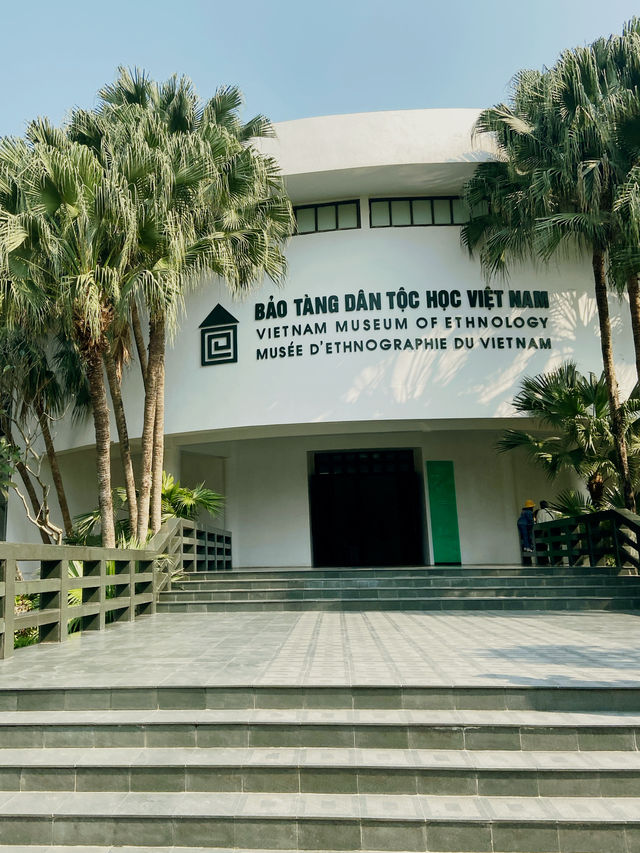 BẢO TÀNG DÂN TỘC HỌC VIỆT NAM
VIETNAM MUSEUM OF ETHNOLOGY
MUSÉE D'ETHNOGRAPHIE DU VIETNAM